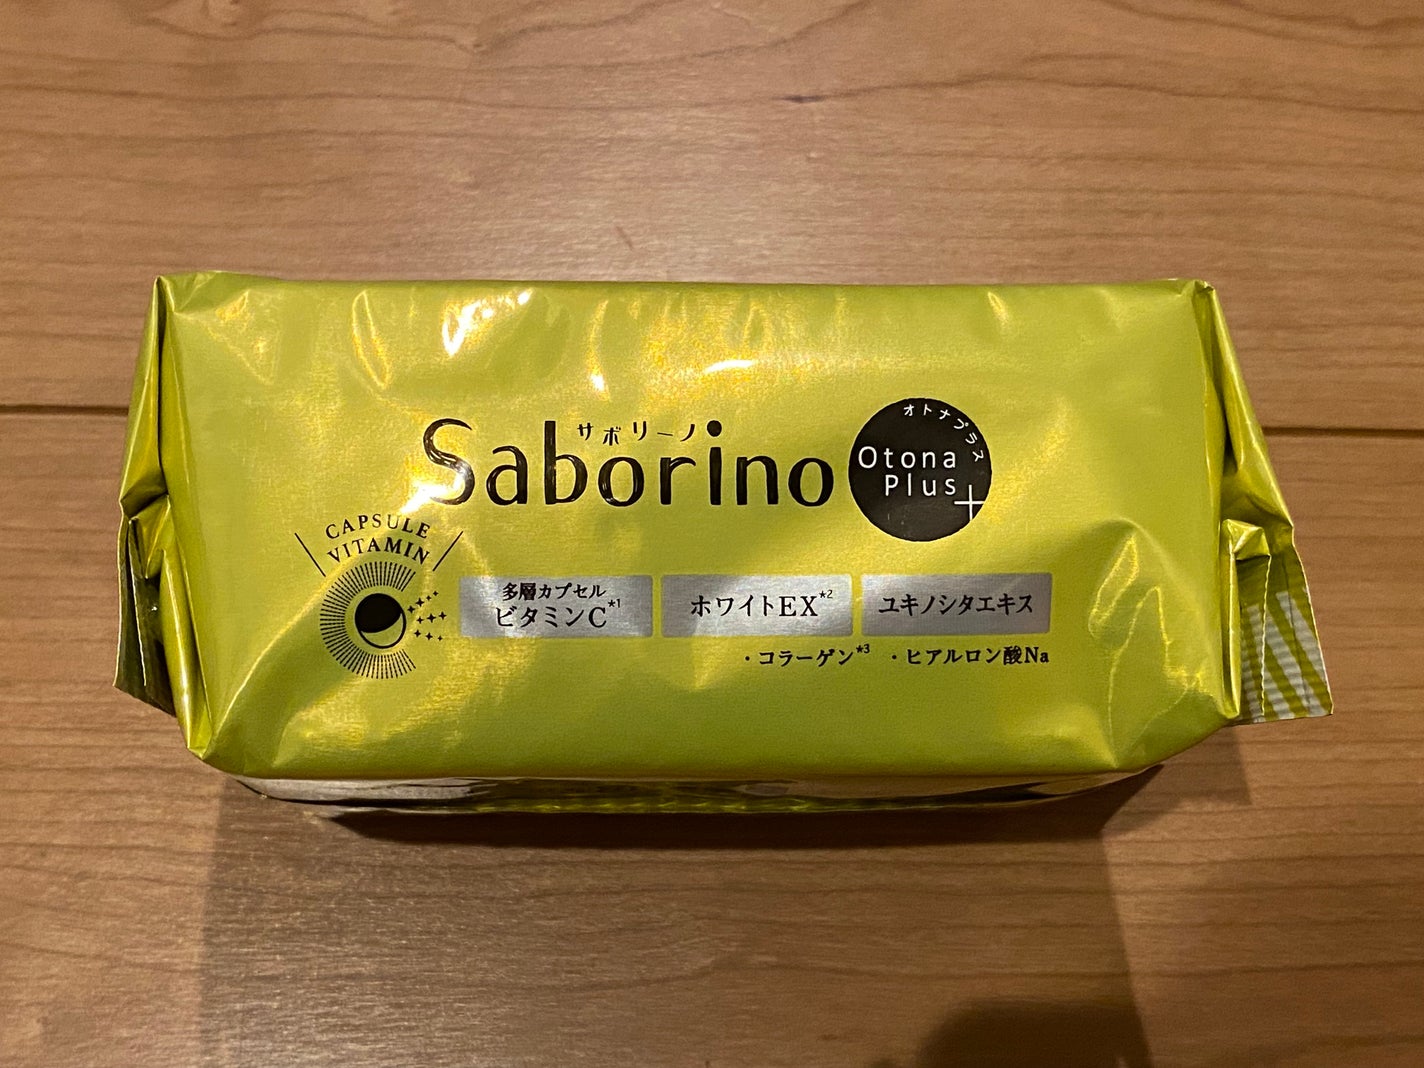 サボリーノ
Saborino
オトナプラス
Otona
Plus
+
CAPSULE
VITAMIN
多層カプセル
ビタミンC*1
ホワイトEX*2
ユキノシタエキス
・コラーゲン*3 ・ヒアルロン酸Na